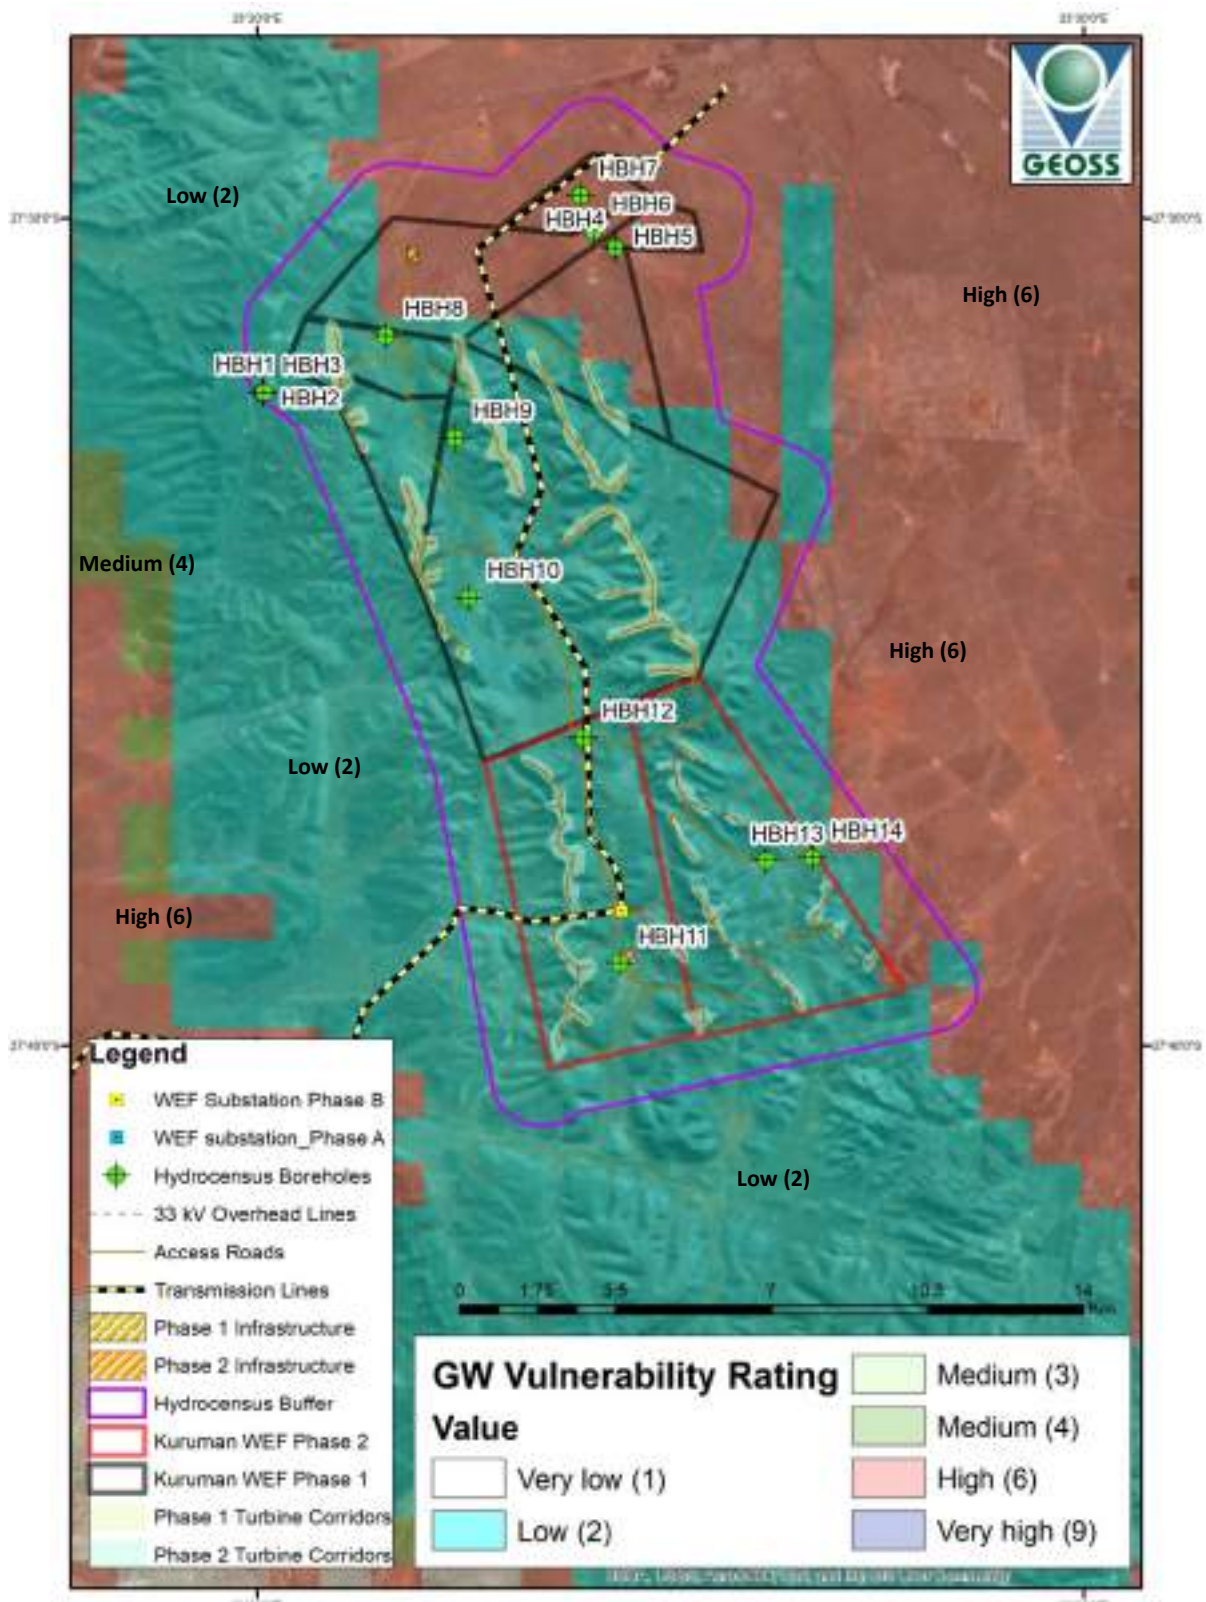 GEOSS
Low (2)
HBH7
HBH6
HBH4
HBH5
High (6)
HBH8
HBH1 HBH3
HBH2
HBH9
Medium (4)
HBH10
High (6)
HBH12
Low (2)
HBH13 HBH14
High (6)
HBH11
Low (2)
Legend
WEF Substation Phase B
WEF substation_Phase A
Hydrocensus Boreholes
33 kV Overhead Lines
Access Roads
Transmission Lines
Phase 1 Infrastructure
Phase 2 Infrastructure
Hydrocensus Buffer
Kuruman WEF Phase 2
Kuruman WEF Phase 1
Phase 1 Turbine Corridors
Phase 2 Turbine Corridors
0 1.75 3.5 7 10.5 14
Km
GW Vulnerability Rating
Value
Very low (1)
Low (2)
Medium (3)
Medium (4)
High (6)
Very high (9)